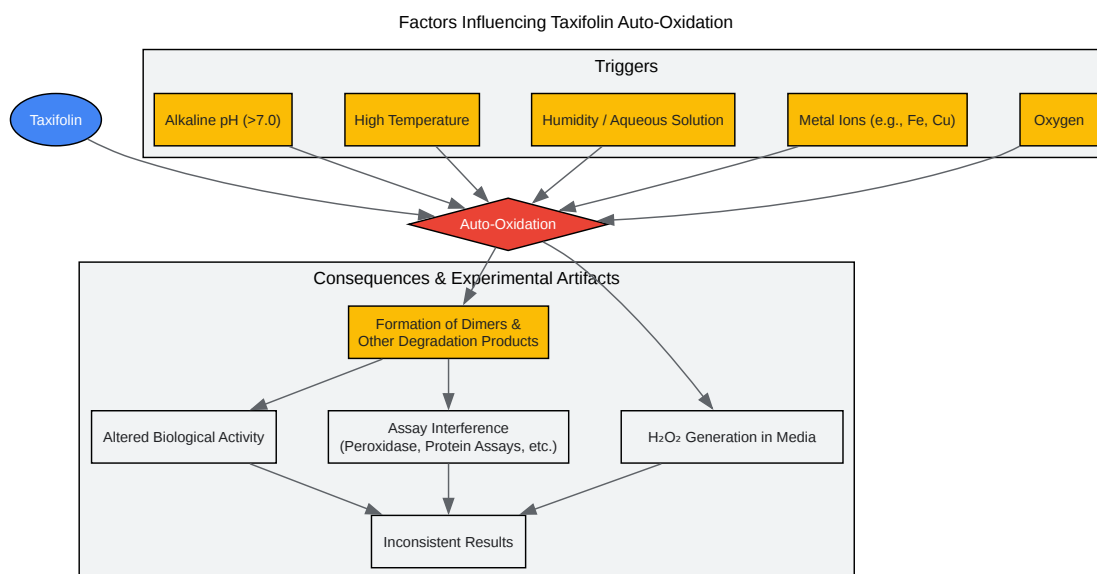 Factors Influencing Taxifolin Auto-Oxidation
Triggers
Taxifolin
Alkaline pH (>7.0)
High Temperature
Humidity / Aqueous Solution
Metal Ions (e.g., Fe, Cu)
Oxygen
Auto-Oxidation
Consequences & Experimental Artifacts
Formation of Dimers &
Other Degradation Products
Altered Biological Activity
Assay Interference
(Peroxidase, Protein Assays, etc.)
H₂O₂ Generation in Media
Inconsistent Results